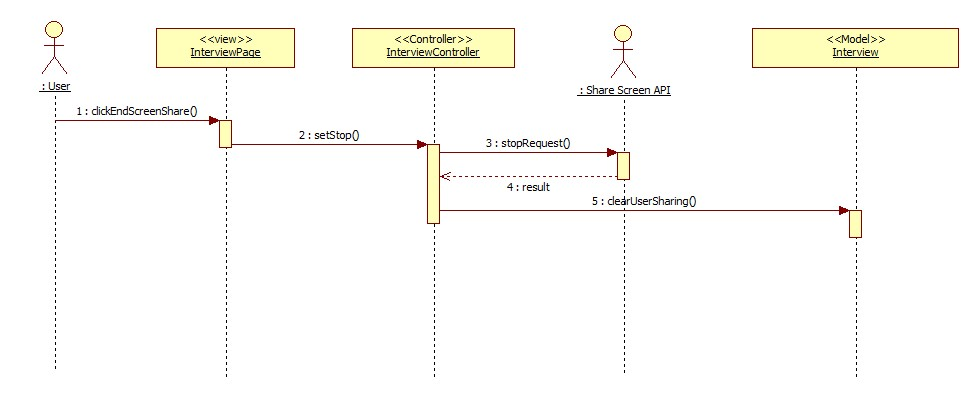 <<view>>
InterviewPage
<<Controller>>
InterviewController
<<Model>>
Interview
: User
: Share Screen API
1 : clickEndScreenShare()
2 : setStop()
3 : stopRequest()
4 : result
5 : clearUserSharing()